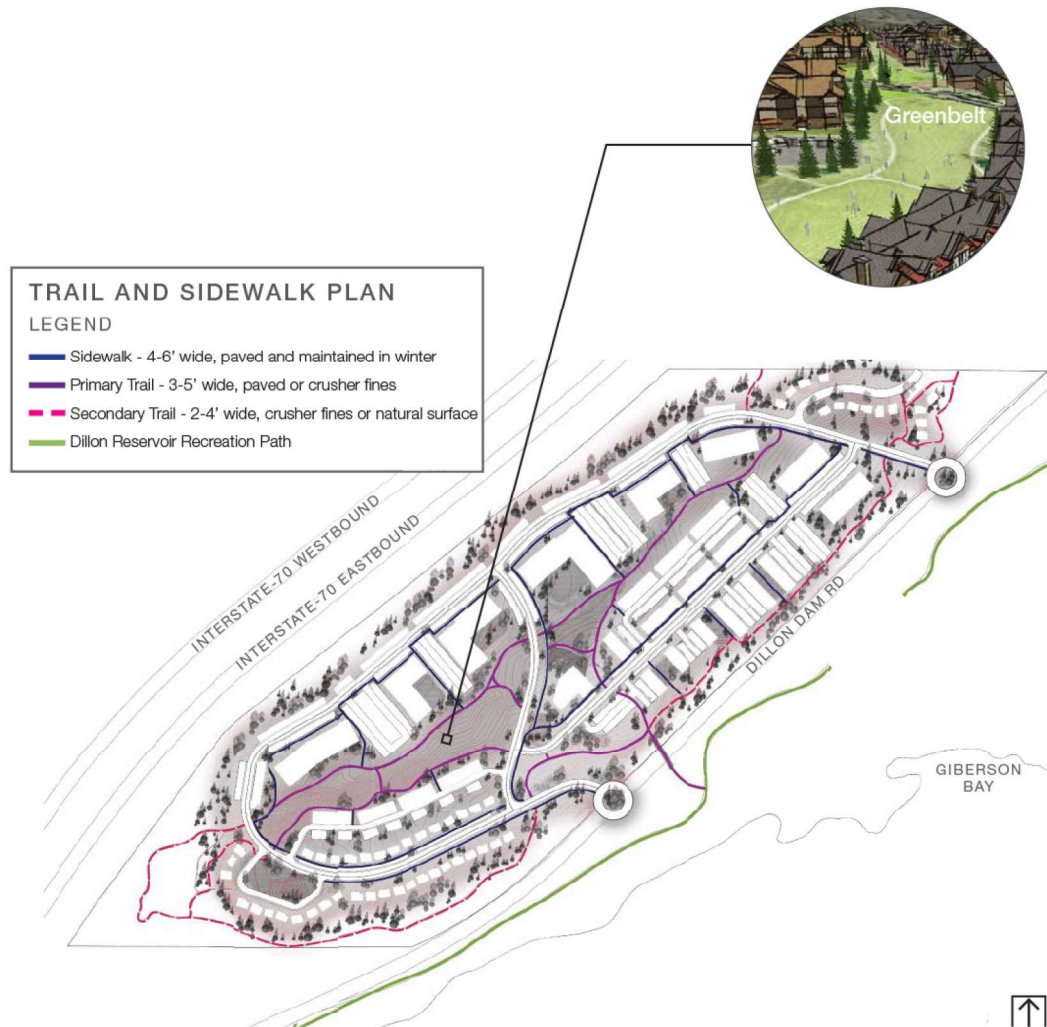 Greenbelt
TRAIL AND SIDEWALK PLAN
LEGEND
Sidewalk - 4-6' wide, paved and maintained in winter
Primary Trail - 3-5' wide, paved or crusher fines
Secondary Trail - 2-4' wide, crusher fines or natural surface
Dillon Reservoir Recreation Path
INTERSTATE-70 WESTBOUND
INTERSTATE-70 EASTBOUND
DILLON DAM RD
GIBERSON
BAY